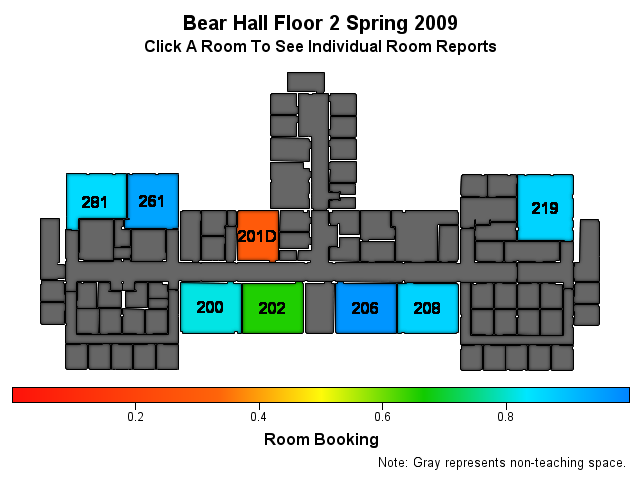 Bear Hall Floor 2 Spring 2009
Click A Room To See Individual Room Reports
281
261
219
201D
200
202
206
208
0.2
0.4
0.6
0.8
Room Booking
Note: Gray represents non-teaching space.